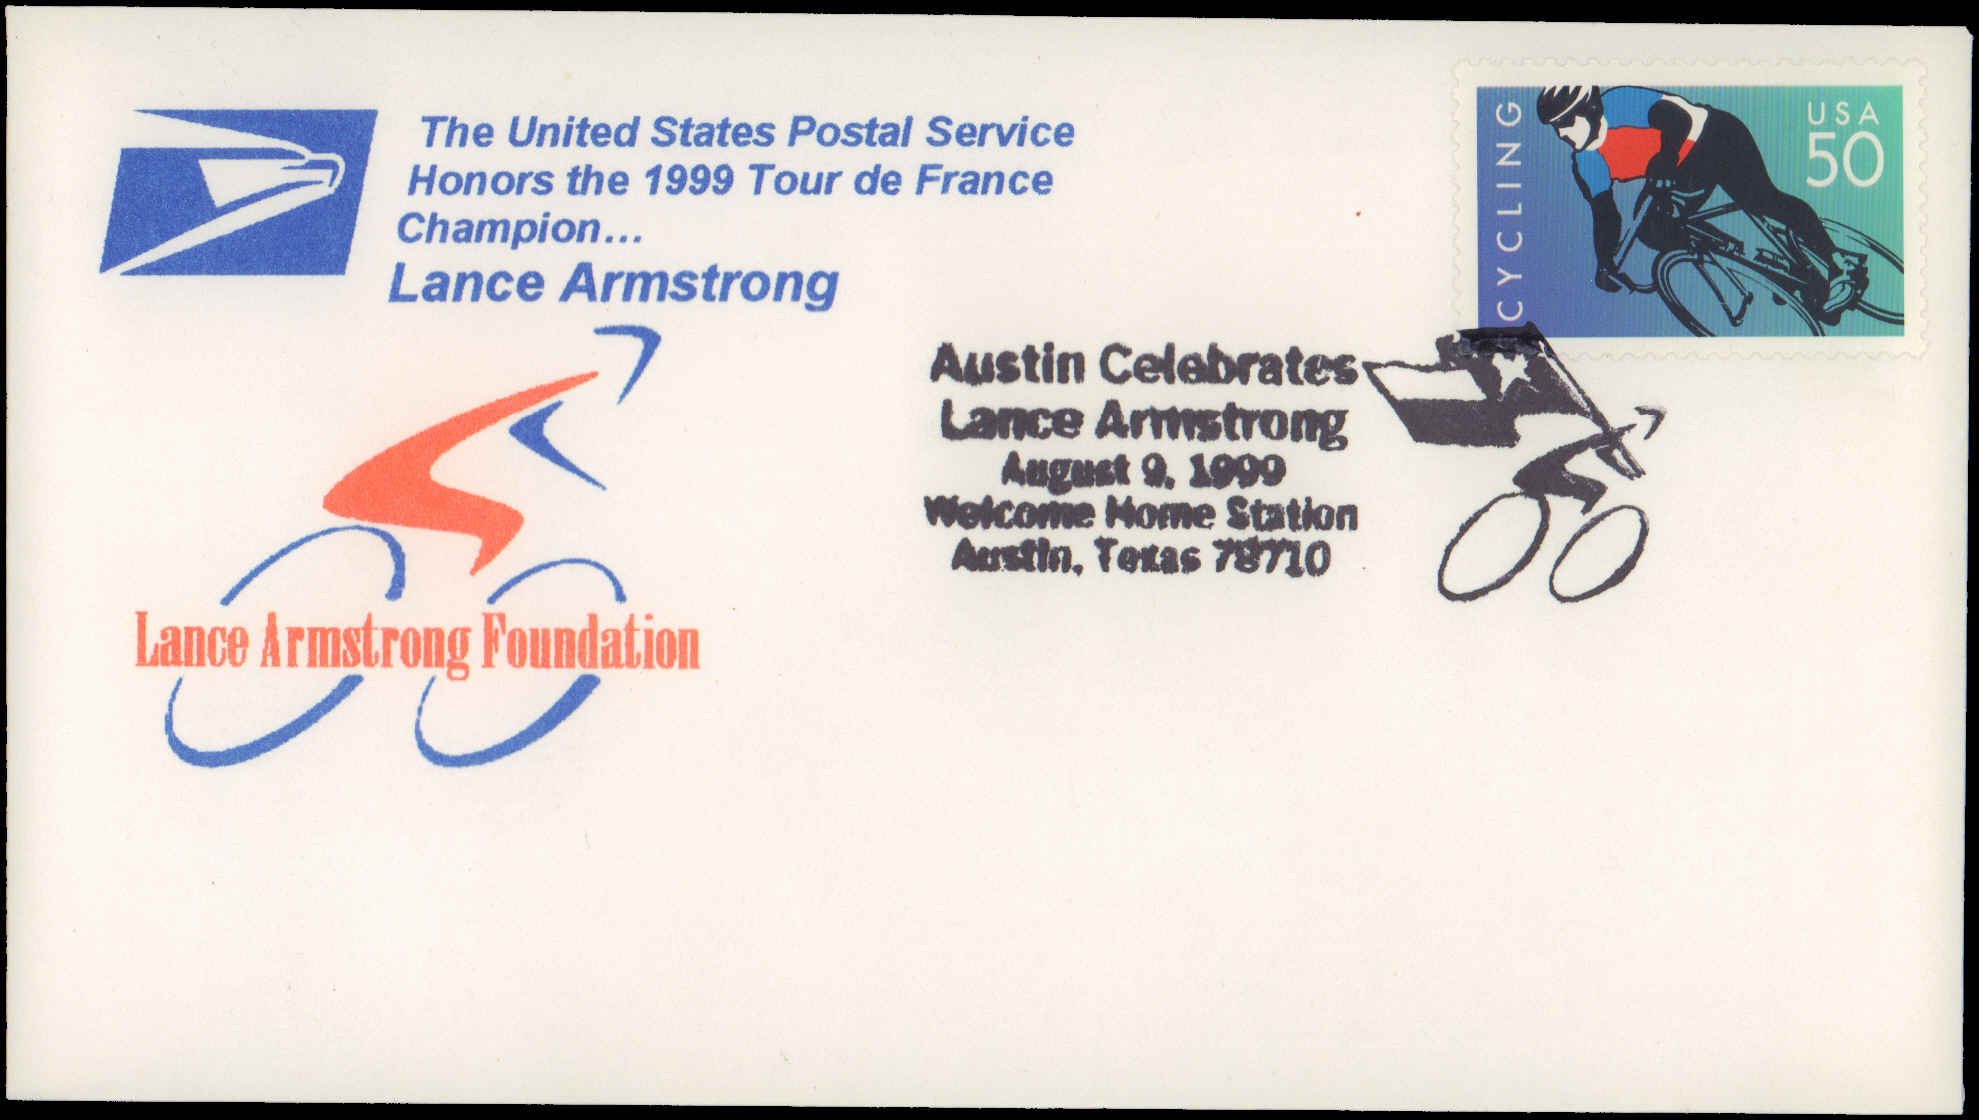 The United States Postal Service
Honors the 1999 Tour de France
Champion...
Lance Armstrong
CYCLING
USA
50
Austin Celebrates
Lance Armstrong
August 9, 1999
Welcome Home Station
Austin, Texas 78710
Lance Armstrong Foundation